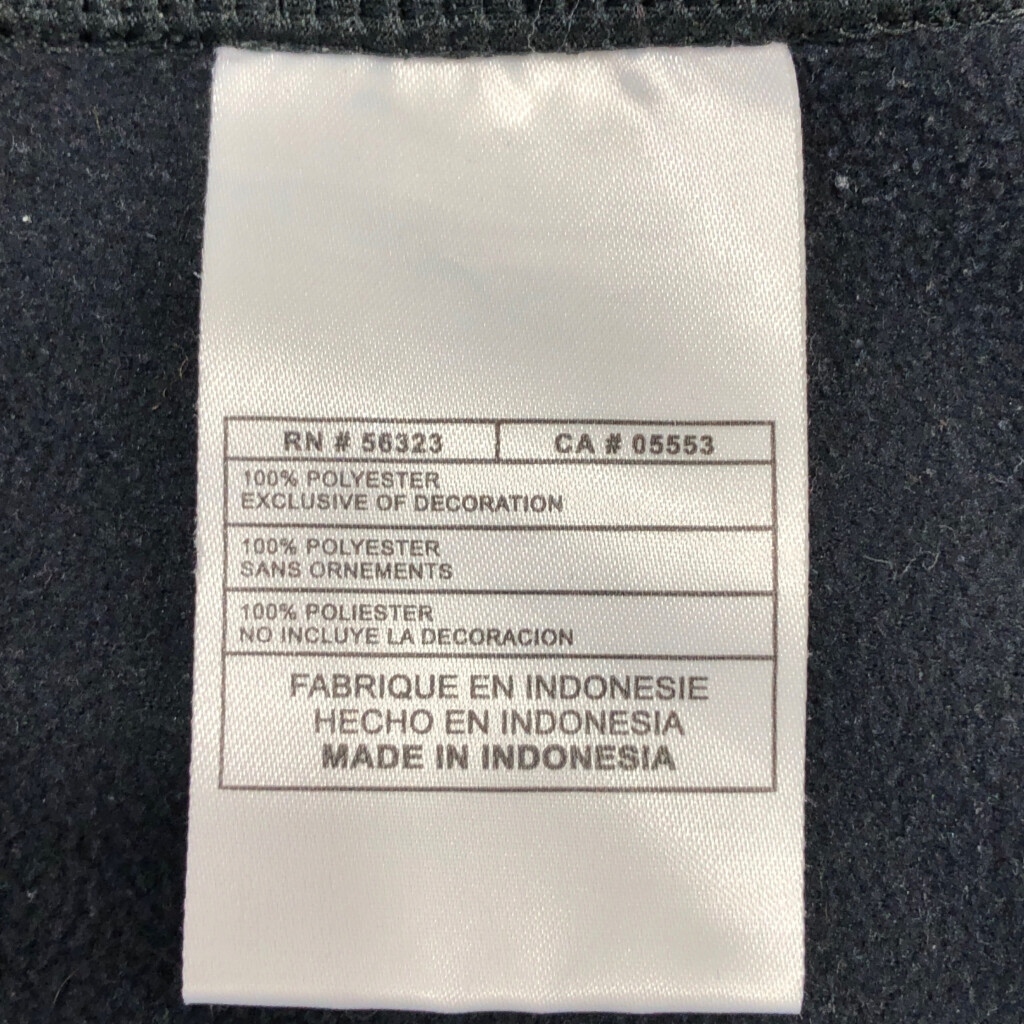 RN # 56323 CA # 05553
100% POLYESTER
EXCLUSIVE OF DECORATION
100% POLYESTER
SANS ORNEMENTS
100% POLIESTER
NO INCLUYE LA DECORACION
FABRIQUE EN INDONESIE
HECHO EN INDONESIA
MADE IN INDONESIA